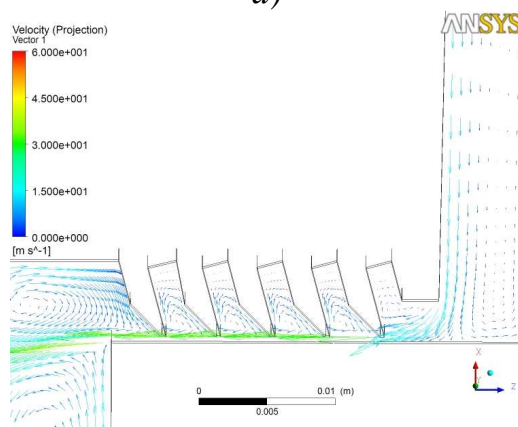 a)
ANSYS
Velocity (Projection)
Vector 1
6.000e+001
4.500e+001
3.000e+001
1.500e+001
0.000e+000
[m s^-1]
X
Y
Z
0 0.01 (m)
0.005